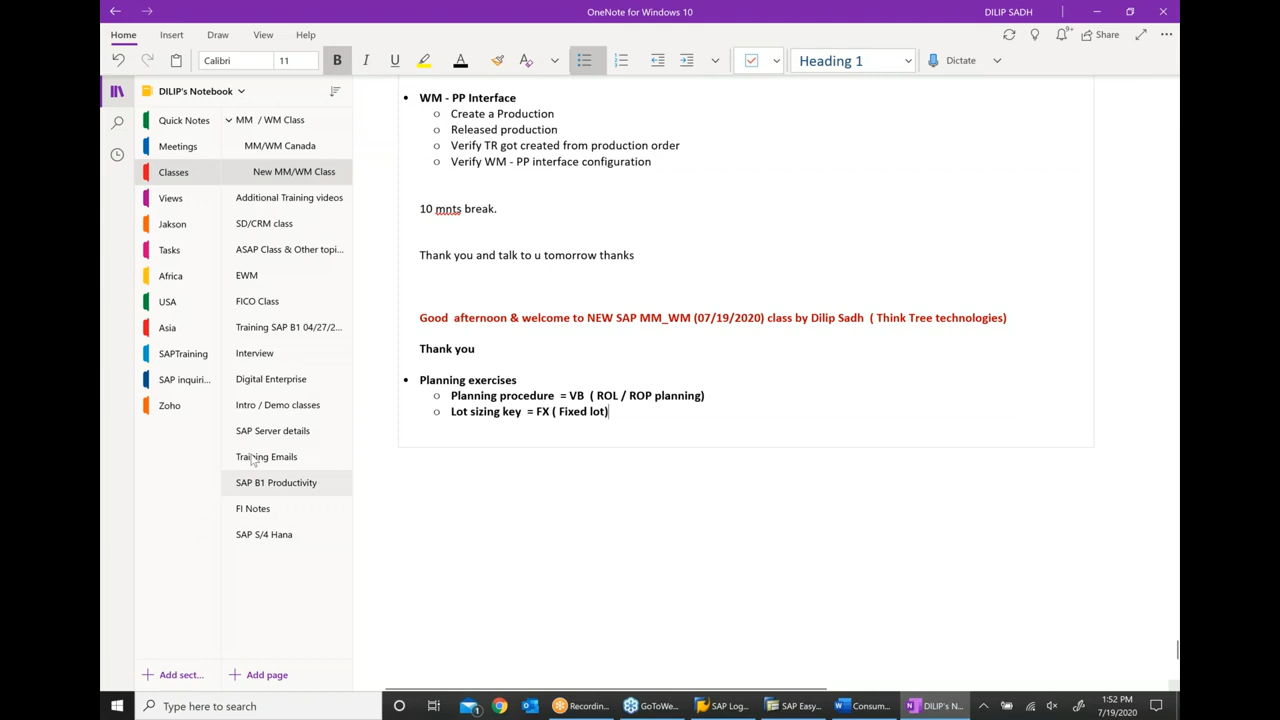 OneNote for Windows 10
DILIP SADH
Home Insert Draw View Help
9+ Share
Calibri 11 B I U A Heading 1 Dictate
DILIP's Notebook
Quick Notes
Meetings
Classes
Views
Jakson
Tasks
Africa
USA
Asia
SAPTraining
SAP inquiri...
Zoho
Add sect...
MM / WM Class
MM/WM Canada
New MM/WM Class
Additional Training videos
SD/CRM class
ASAP Class & Other topi...
EWM
FICO Class
Training SAP B1 04/27/2...
Interview
Digital Enterprise
Intro / Demo classes
SAP Server details
Training Emails
SAP B1 Productivity
FI Notes
SAP S/4 Hana
Add page
• WM - PP Interface
o Create a Production
o Released production
o Verify TR got created from production order
o Verify WM - PP interface configuration
10 mnts break.
Thank you and talk to u tomorrow thanks
Good afternoon & welcome to NEW SAP MM_WM (07/19/2020) class by Dilip Sadh ( Think Tree technologies)
Thank you
• Planning exercises
o Planning procedure = VB ( ROL / ROP planning)
o Lot sizing key = FX ( Fixed lot)
Type here to search
Recordin...
GoToWe...
SAP Log...
SAP Easy...
Consum...
DILIP's N...
1:52 PM
7/19/2020